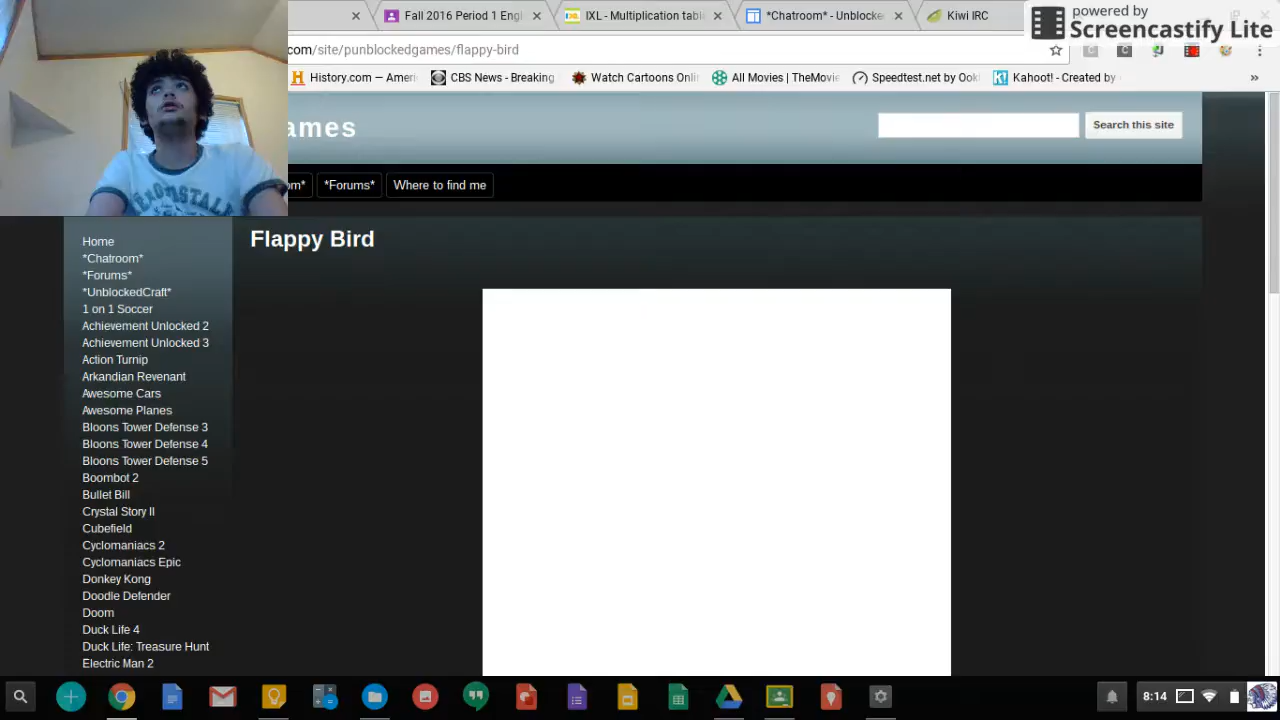 Fall 2016 Period 1 Engl
IXL - Multiplication tabl
*Chatroom* - Unblocke
Kiwi IRC
powered by
Screencastify Lite
com/site/punblockedgames/flappy-bird
History.com — Ameri
CBS News - Breaking
Watch Cartoons Onli
All Movies | TheMovie
Speedtest.net by Ookl
Kahoot! - Created by
»
ames
Search this site
om*
*Forums*
Where to find me
Flappy Bird
Home
*Chatroom*
*Forums*
*UnblockedCraft*
1 on 1 Soccer
Achievement Unlocked 2
Achievement Unlocked 3
Action Turnip
Arkandian Revenant
Awesome Cars
Awesome Planes
Bloons Tower Defense 3
Bloons Tower Defense 4
Bloons Tower Defense 5
Boombot 2
Bullet Bill
Crystal Story II
Cubefield
Cyclomaniacs 2
Cyclomaniacs Epic
Donkey Kong
Doodle Defender
Doom
Duck Life 4
Duck Life: Treasure Hunt
Electric Man 2
8:14